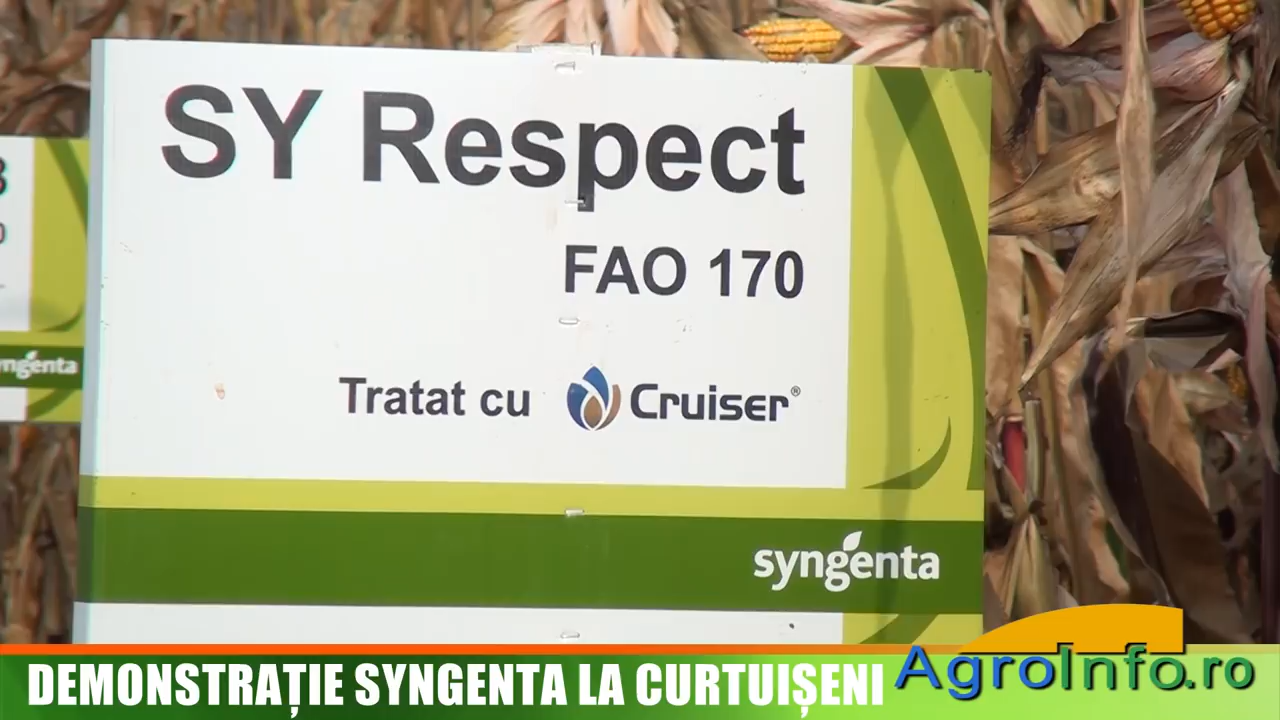 SY Respect
FAO 170
Tratat cu Cruiser®
syngenta
DEMONSTRAȚIE SYNGENTA LA CURTUIȘENI
AgroInfo.ro